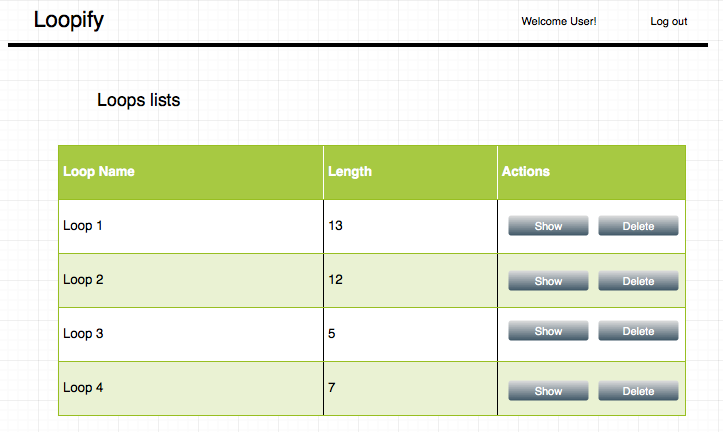 Loopify Welcome User! Log out
Loops lists
Loop Name Length Actions
Loop 1 13 Show Delete
Loop 2 12 Show Delete
Loop 3 5 Show Delete
Loop 4 7 Show Delete